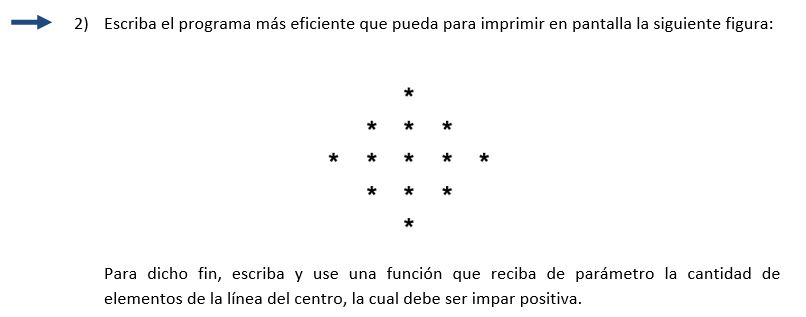 2) Escriba el programa más eficiente que pueda para imprimir en pantalla la siguiente figura:
*
* * *
* * * * *
* * *
*
Para dicho fin, escriba y use una función que reciba de parámetro la cantidad de
elementos de la línea del centro, la cual debe ser impar positiva.